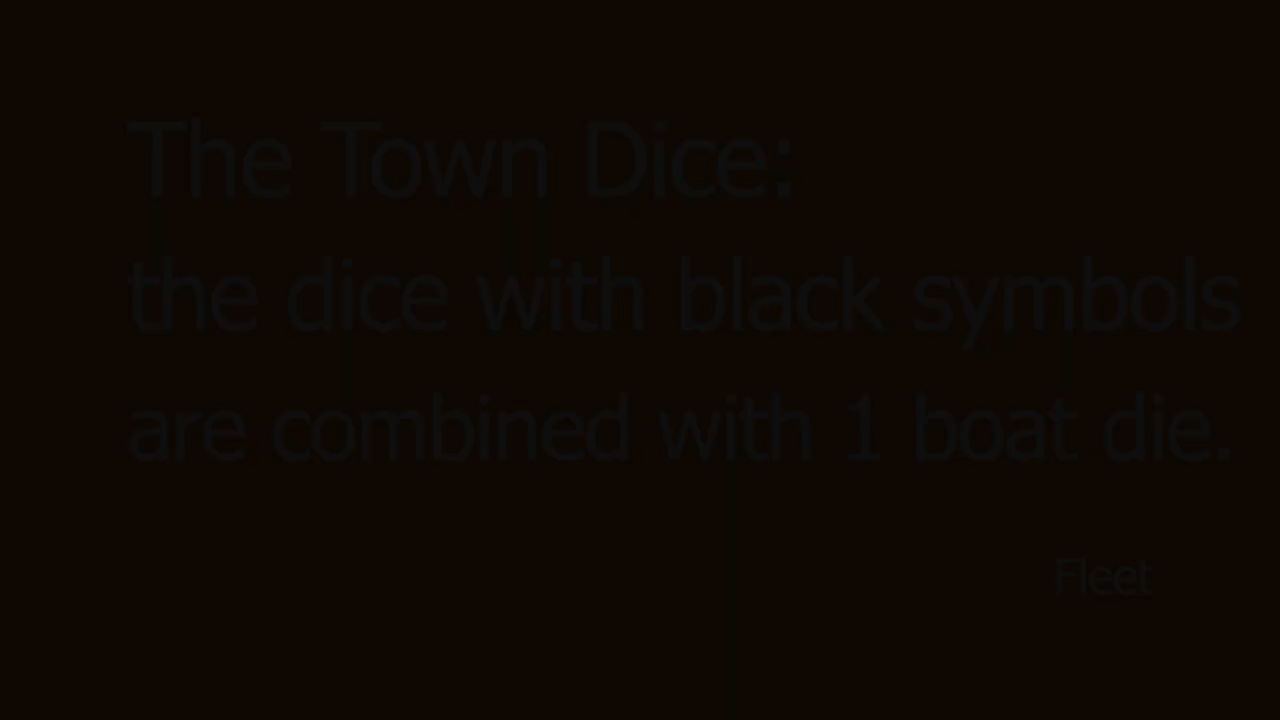 The Town Dice:
the dice with black symbols
are combined with 1 boat die.
Fleet